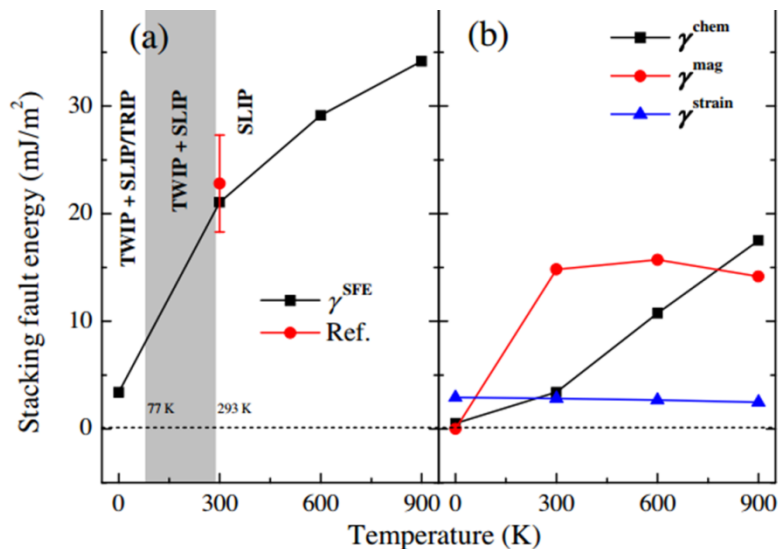 Stacking fault energy (mJ/m²)
30
20
10
0
(a)
TWIP + SLIP/TRIP
TWIP + SLIP
SLIP
γ^SFE
Ref.
77 K
293 K
0
300
600
900
(b)
γ^chem
γ^mag
γ^strain
0
300
600
900
Temperature (K)